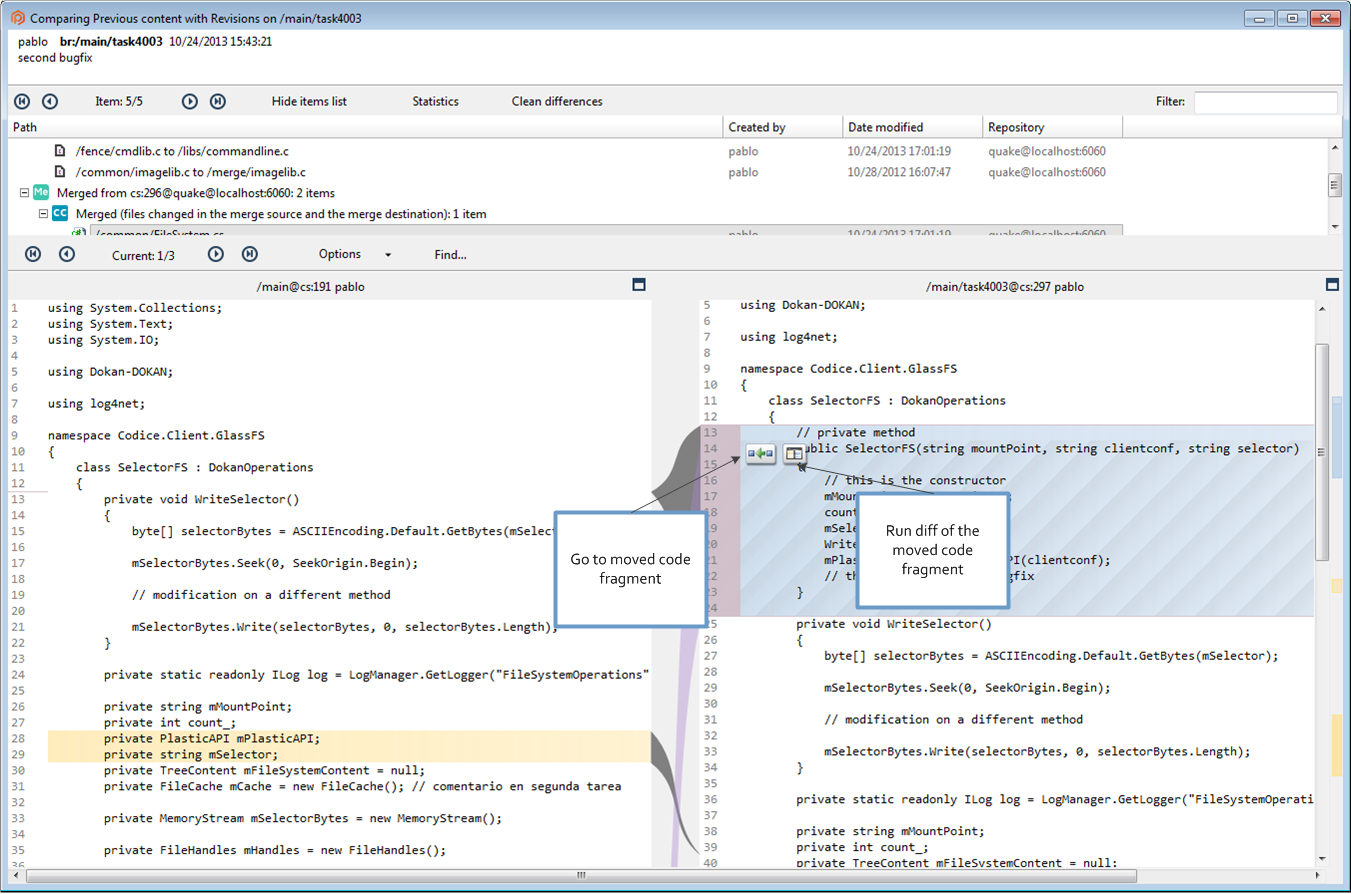 Comparing Previous content with Revisions on /main/task4003
pablo br:/main/task4003 10/24/2013 15:43:21
second bugfix
Item: 5/5 Hide items list Statistics Clean differences Filter:
Path Created by Date modified Repository
/fence/cmdlib.c to /libs/commandline.c pablo 10/24/2013 17:01:19 quake@localhost:6060
/common/imagelib.c to /merge/imagelib.c pablo 10/28/2012 16:07:47 quake@localhost:6060
Me Merged from cs:296@quake@localhost:6060: 2 items
CC Merged (files changed in the merge source and the merge destination): 1 item
/common/FileSystem.cs pablo 10/24/2013 17:01:19 quake@localhost:6060
Current: 1/3 Options Find...
/main@cs:191 pablo
1 using System.Collections;
2 using System.Text;
3 using System.IO;
4
5 using Dokan-DOKAN;
6
7 using log4net;
8
9 namespace Codice.Client.GlassFS
10 {
11 class SelectorFS : DokanOperations
12 {
13 private void WriteSelector()
14 {
15 byte[] selectorBytes = ASCIIEncoding.Default.GetBytes(mSelec
16
17 mSelectorBytes.Seek(0, SeekOrigin.Begin);
18
19 // modification on a different method
20
21 mSelectorBytes.Write(selectorBytes, 0, selectorBytes.Length);
22 }
23
24 private static readonly ILog log = LogManager.GetLogger("FileSystemOperations"
25
26 private string mMountPoint;
27 private int count_;
28 private PlasticAPI mPlasticAPI;
29 private string mSelector;
30 private TreeContent mFileSystemContent = null;
31 private FileCache mCache = new FileCache(); // comentario en segunda tarea
32
33 private MemoryStream mSelectorBytes = new MemoryStream();
34
35 private FileHandles mHandles = new FileHandles();
36
/main/task4003@cs:297 pablo
5 using Dokan-DOKAN;
6
7 using log4net;
8
9 namespace Codice.Client.GlassFS
10 {
11 class SelectorFS : DokanOperations
12 {
13 // private method
14 public SelectorFS(string mountPoint, string clientconf, string selector)
15
16 // this is the constructor
17 mMoun
18 coun
19 mSel
20 Write
21 mPlas PI(clientconf);
22 // th gfix
23 }
24
25 private void WriteSelector()
26 {
27 byte[] selectorBytes = ASCIIEncoding.Default.GetBytes(mSelector);
28
29 mSelectorBytes.Seek(0, SeekOrigin.Begin);
30
31 // modification on a different method
32
33 mSelectorBytes.Write(selectorBytes, 0, selectorBytes.Length);
34 }
35
36 private static readonly ILog log = LogManager.GetLogger("FileSystemOperati
37
38 private string mMountPoint;
39 private int count_;
40 private TreeContent mFileSystemContent = null;
Go to moved code
fragment
Run diff of the
moved code
fragment